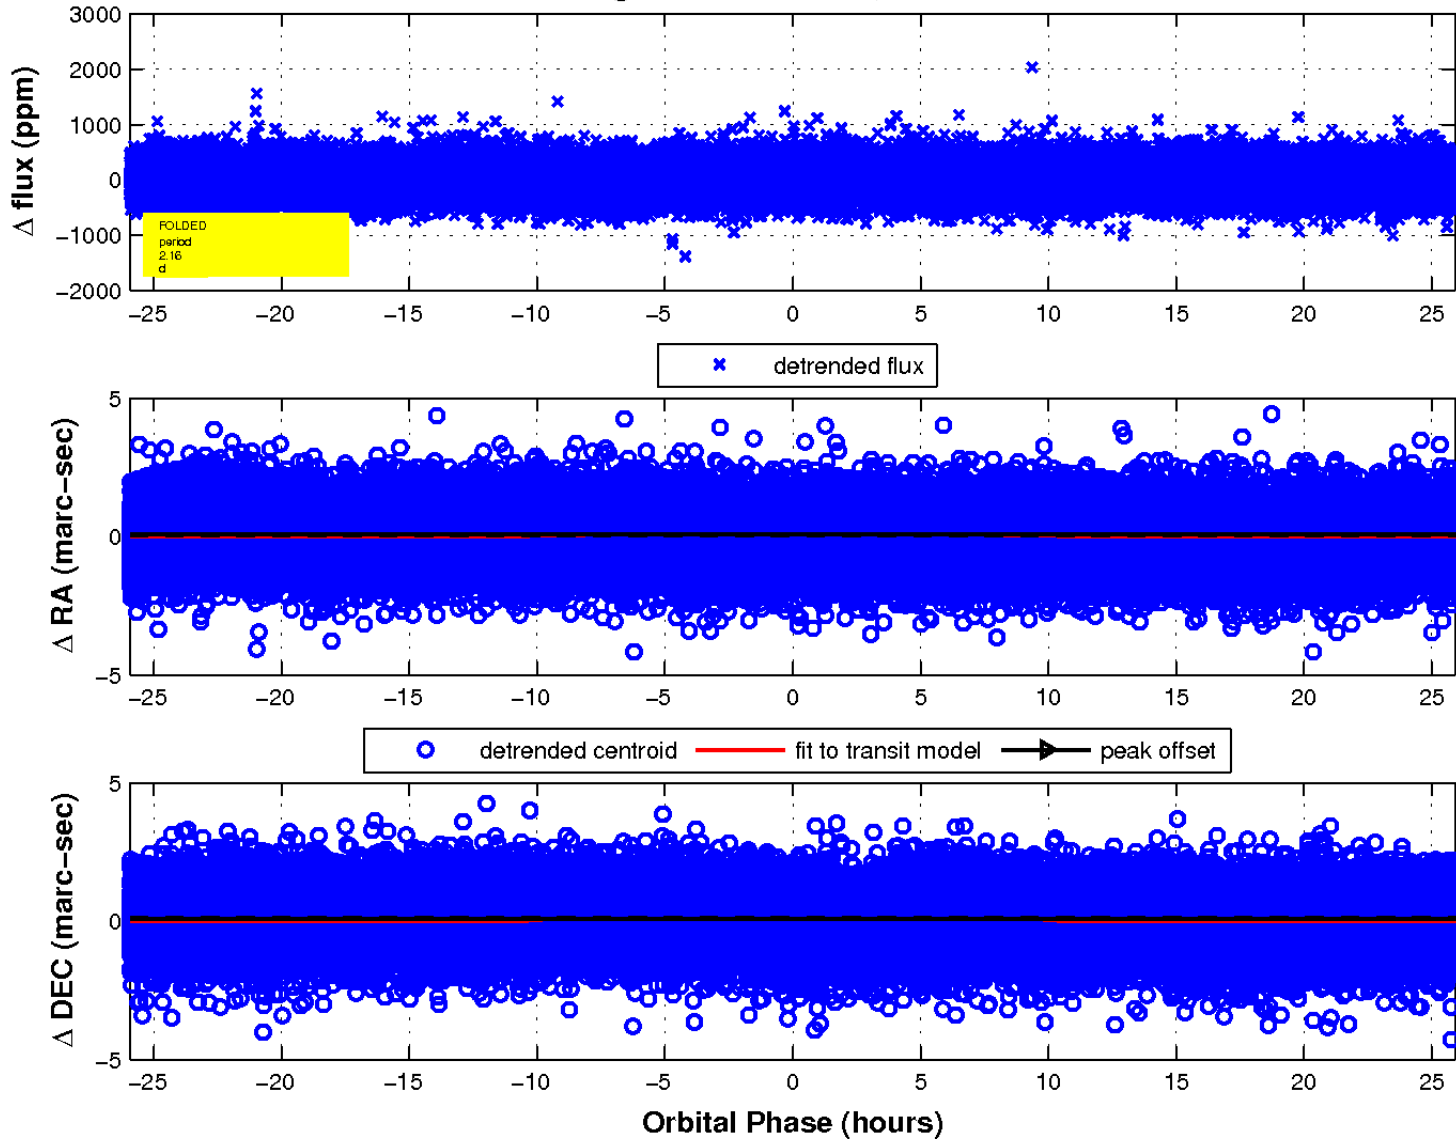 3000
2000
1000
0
−1000
−2000
Δ flux (ppm)
FOLDED
period
2.16
d
−25 −20 −15 −10 −5 0 5 10 15 20 25
detrended flux
5
0
−5
Δ RA (marc−sec)
−25 −20 −15 −10 −5 0 5 10 15 20 25
detrended centroid fit to transit model peak offset
5
0
−5
Δ DEC (marc−sec)
−25 −20 −15 −10 −5 0 5 10 15 20 25
Orbital Phase (hours)